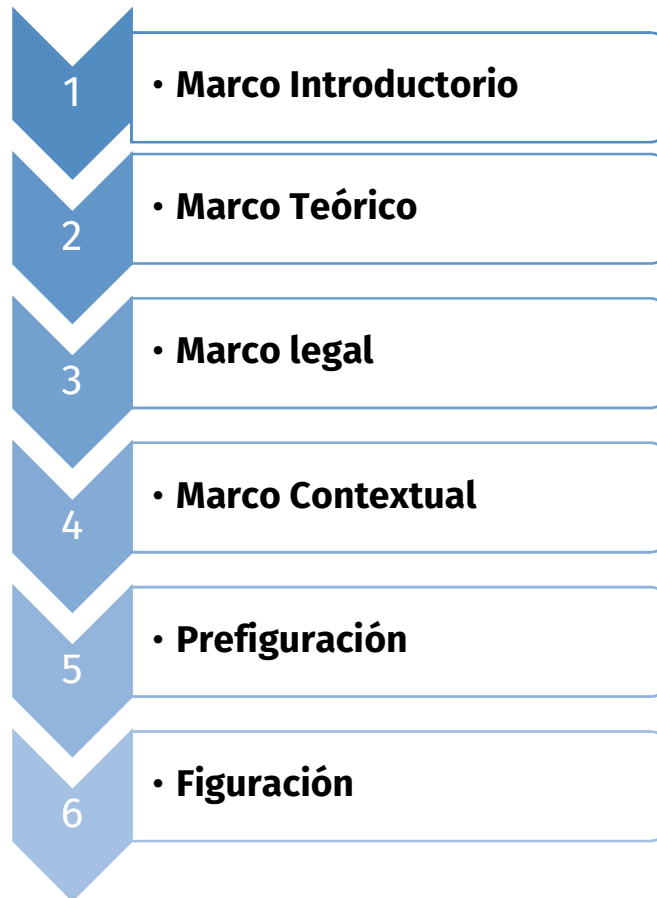 1
• Marco Introductorio
2
• Marco Teórico
3
• Marco legal
4
• Marco Contextual
5
• Prefiguración
6
• Figuración